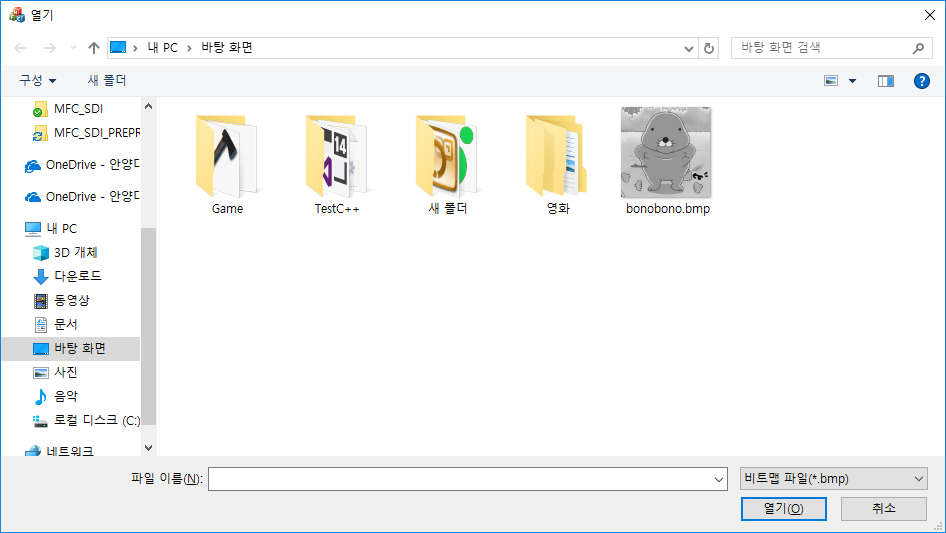 열기
내 PC
바탕 화면
바탕 화면 검색
구성
새 폴더
MFC_SDI
MFC_SDI_PREPR
OneDrive - 안양
OneDrive - 안양
내 PC
3D 개체
다운로드
동영상
문서
바탕 화면
사진
음악
로컬 디스크 (C:)
네트워크
Game
14
TestC++
새 폴더
영화
bonobono.bmp
파일 이름(N):
비트맵 파일(*.bmp)
열기(O)
취소